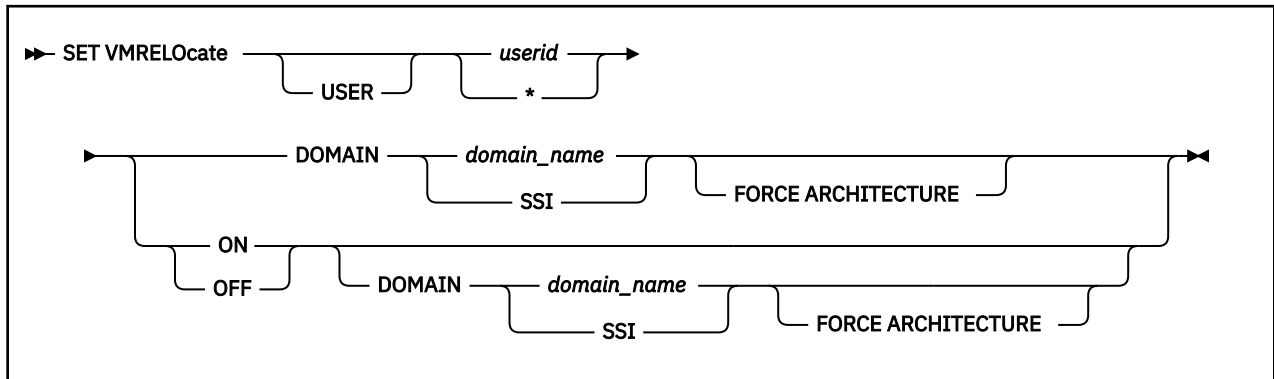 SET VMRELOcate userid
USER *
DOMAIN domain_name
SSI FORCE ARCHITECTURE
ON
OFF DOMAIN domain_name
SSI FORCE ARCHITECTURE